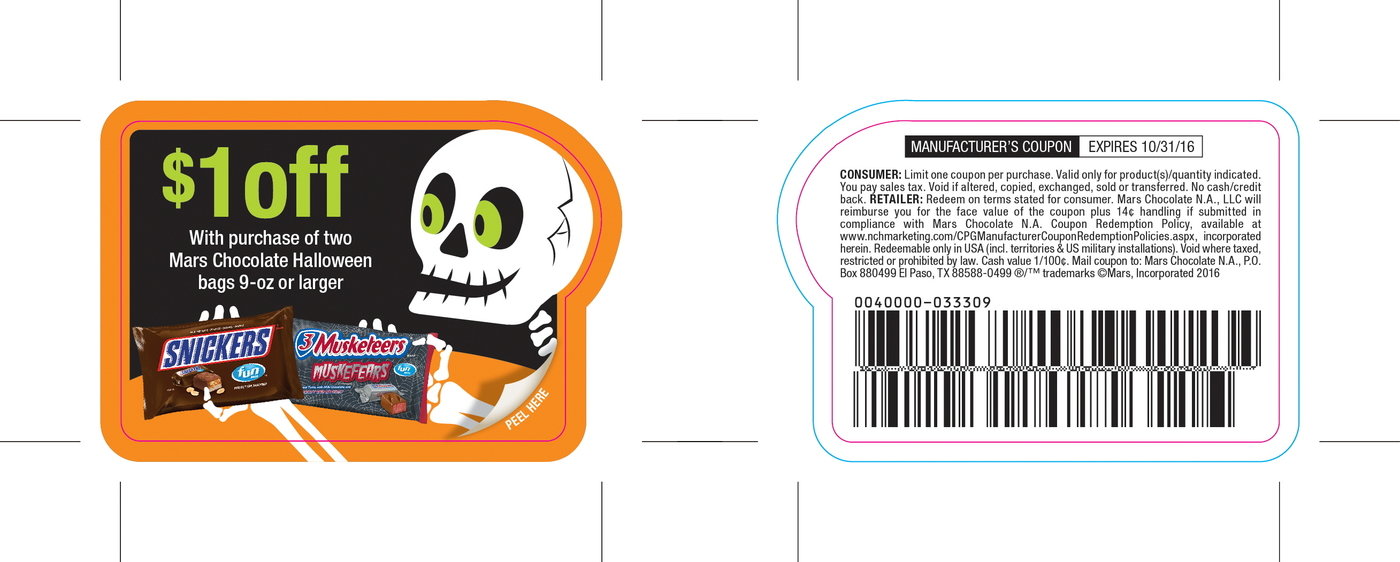 $1off
With purchase of two
Mars Chocolate Halloween
bags 9-oz or larger
SNICKERS
fun
3 Musketeers
MUSKEFEARS
fun
PEEL HERE
MANUFACTURER'S COUPON EXPIRES 10/31/16
CONSUMER: Limit one coupon per purchase. Valid only for product(s)/quantity indicated.
You pay sales tax. Void if altered, copied, exchanged, sold or transferred. No cash/credit
back. RETAILER: Redeem on terms stated for consumer. Mars Chocolate N.A., LLC will
reimburse you for the face value of the coupon plus 14¢ handling if submitted in
compliance with Mars Chocolate N.A. Coupon Redemption Policy, available at
www.nchmarketing.com/CPGManufacturerCouponRedemptionPolicies.aspx, incorporated
herein. Redeemable only in USA (incl. territories & US military installations). Void where taxed,
restricted or prohibited by law. Cash value 1/100¢. Mail coupon to: Mars Chocolate N.A., P.O.
Box 880499 El Paso, TX 88588-0499 ®/™ trademarks ©Mars, Incorporated 2016
0040000-033309